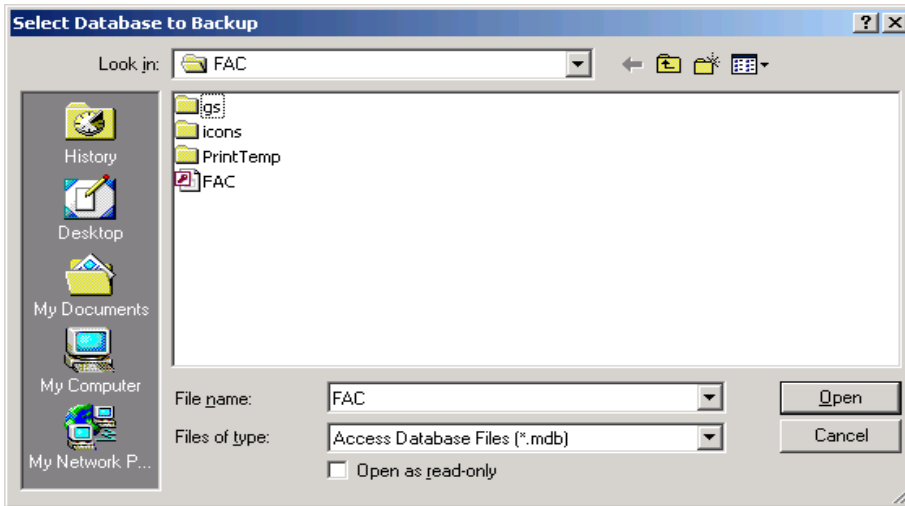 Select Database to Backup
Look in: FAC
History
Desktop
My Documents
My Computer
My Network P...
gs
icons
PrintTemp
FAC
File name: FAC Open
Files of type: Access Database Files (*.mdb) Cancel
Open as read-only